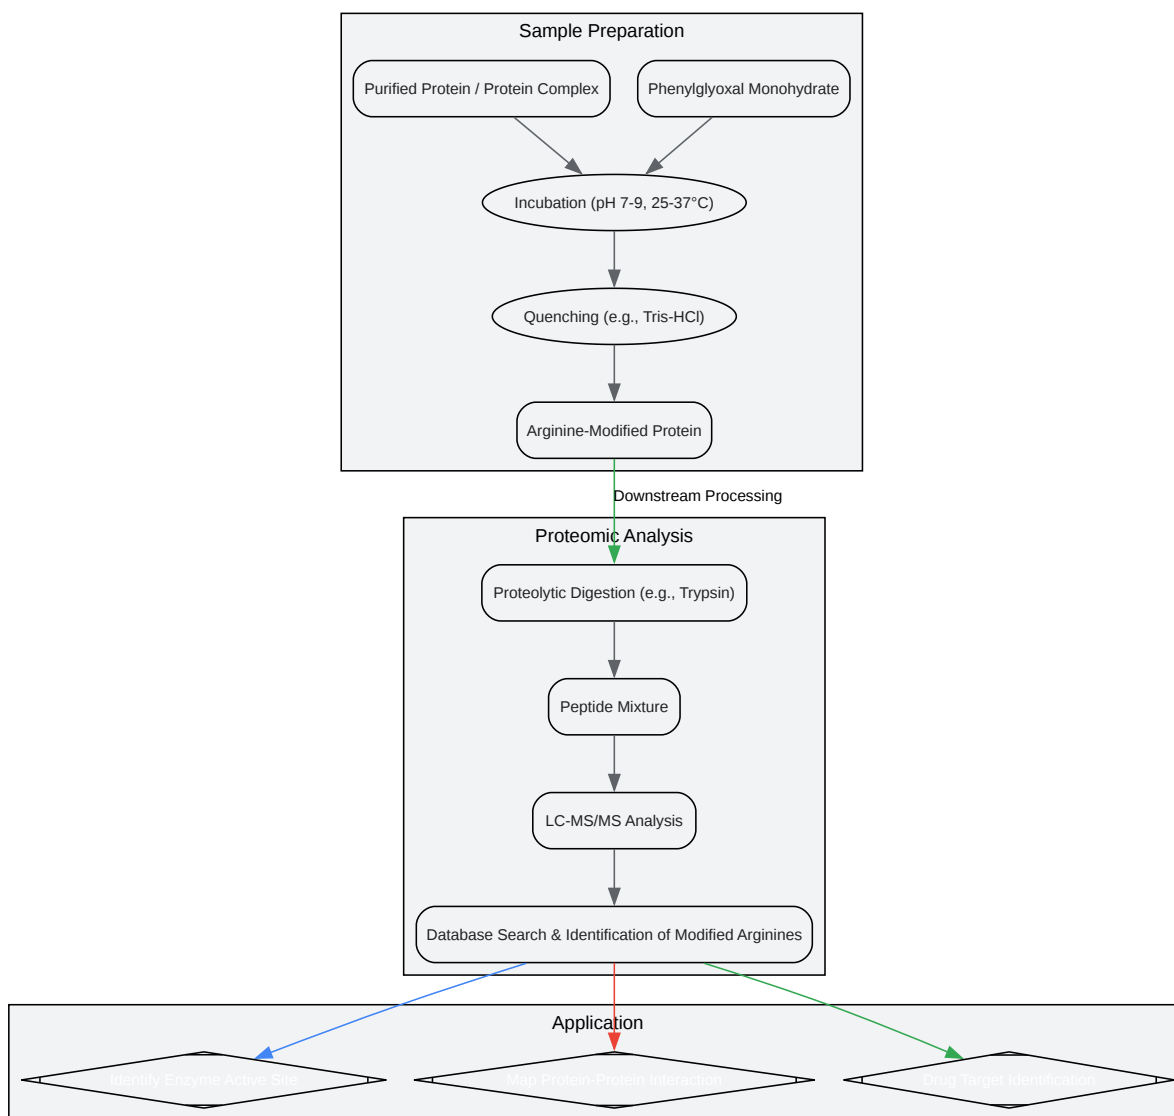 Sample Preparation
Purified Protein / Protein Complex
Phenylglyoxal Monohydrate
Incubation (pH 7-9, 25-37°C)
Quenching (e.g., Tris-HCl)
Arginine-Modified Protein
Downstream Processing
Proteomic Analysis
Proteolytic Digestion (e.g., Trypsin)
Peptide Mixture
LC-MS/MS Analysis
Database Search & Identification of Modified Arginines
Application
Identify Enzyme Active Site
Map Protein-Protein Interaction
Drug Target Identification